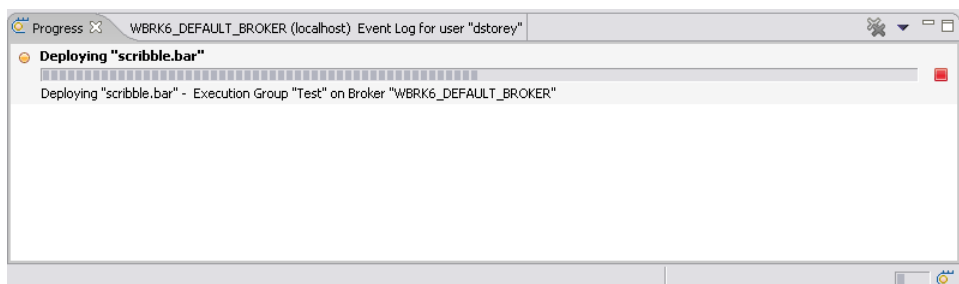 Progress WBRK6_DEFAULT_BROKER (localhost) Event Log for user "dstorey"
Deploying "scribble.bar"
Deploying "scribble.bar" - Execution Group "Test" on Broker "WBRK6_DEFAULT_BROKER"